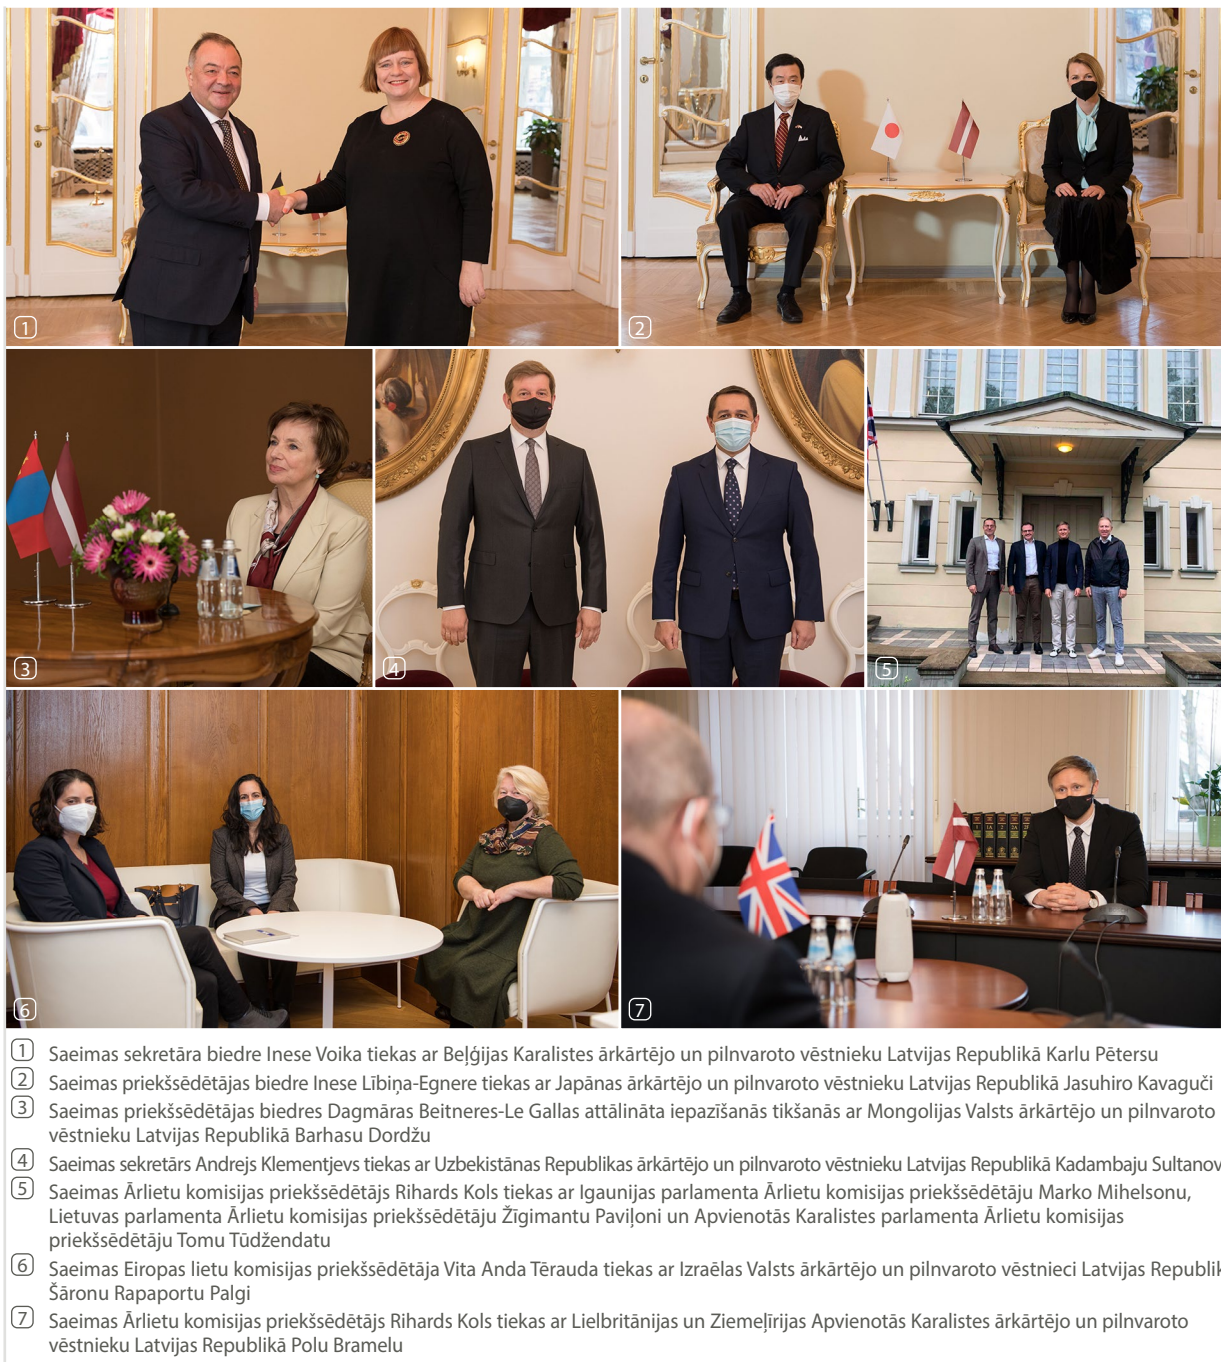 1
2
3
4
5
6
7
1 Saeimas sekretāra biedre Inese Voika tiekas ar Beļģijas Karalistes ārkārtējo un pilnvaroto vēstnieku Latvijas Republikā Karlu Pētersu
2 Saeimas priekšsēdētājas biedre Inese Lībiņa-Egnere tiekas ar Japānas ārkārtējo un pilnvaroto vēstnieku Latvijas Republikā Jasuhiro Kavaguči
3 Saeimas priekšsēdētājas biedres Dagmāras Beitneres-Le Gallas attālināta iepazīšanās tikšanās ar Mongolijas Valsts ārkārtējo un pilnvaroto
vēstnieku Latvijas Republikā Barhasu Dordžu
4 Saeimas sekretārs Andrejs Klementjevs tiekas ar Uzbekistānas Republikas ārkārtējo un pilnvaroto vēstnieku Latvijas Republikā Kadambaju Sultanov
5 Saeimas Ārlietu komisijas priekšsēdētājs Rihards Kols tiekas ar Igaunijas parlamenta Ārlietu komisijas priekšsēdētāju Marko Mihelsonu,
Lietuvas parlamenta Ārlietu komisijas priekšsēdētāju Žīgimantu Paviļoni un Apvienotās Karalistes parlamenta Ārlietu komisijas
priekšsēdētāju Tomu Tūdžendatu
6 Saeimas Eiropas lietu komisijas priekšsēdētāja Vita Anda Tērauda tiekas ar Izraēlas Valsts ārkārtējo un pilnvaroto vēstnieci Latvijas Republik
Šāronu Rapaportu Palgi
7 Saeimas Ārlietu komisijas priekšsēdētājs Rihards Kols tiekas ar Lielbritānijas un Ziemeļīrijas Apvienotās Karalistes ārkārtējo un pilnvaroto
vēstnieku Latvijas Republikā Polu Bramelu